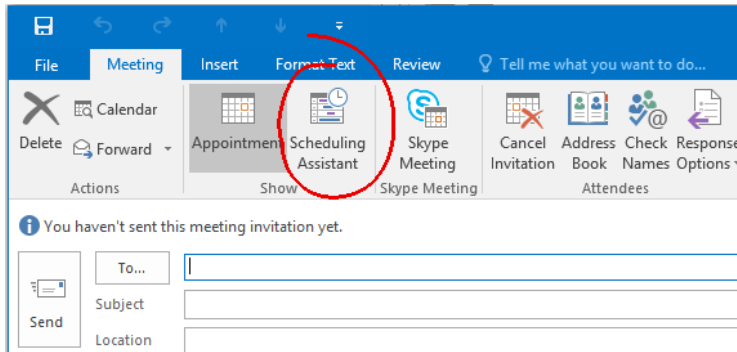 File Meeting Insert Format Text Review Tell me what you want to do...
Delete Calendar
Forward
Appointment Scheduling Assistant
Skype Meeting
Cancel Invitation Address Book Check Names Response Options
Actions Show Skype Meeting Attendees
You haven't sent this meeting invitation yet.
To...
Subject
Send
Location